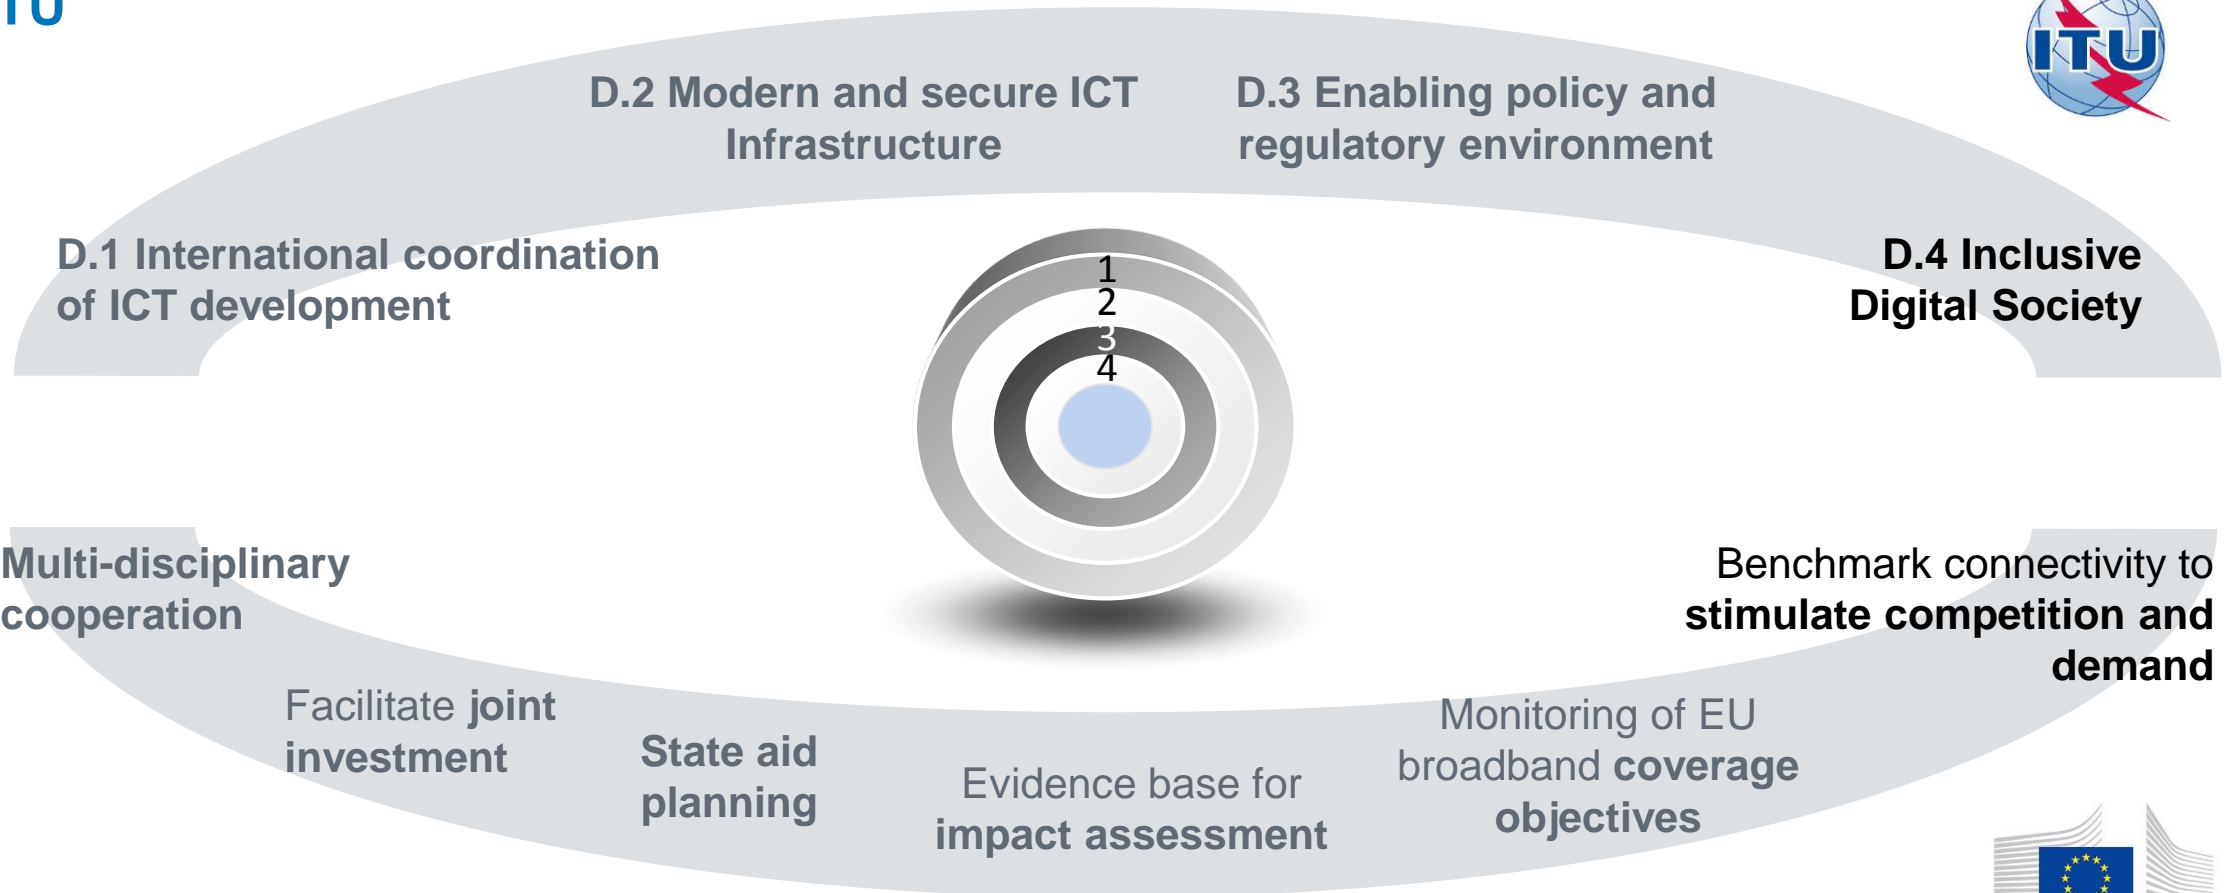 D.2 Modern and secure ICT
Infrastructure
D.3 Enabling policy and
regulatory environment
ITU
D.1 International coordination
of ICT development
D.4 Inclusive
Digital Society
1
2
3
4
Multi-disciplinary
cooperation
Benchmark connectivity to
stimulate competition and
demand
Facilitate joint
investment
State aid
planning
Evidence base for
impact assessment
Monitoring of EU
broadband coverage
objectives